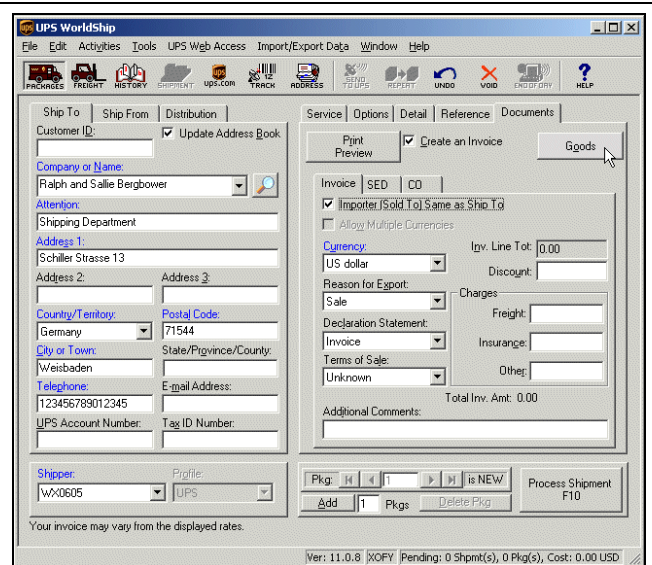 UPS WorldShip
File Edit Activities Tools UPS Web Access Import/Export Data Window Help
PACKAGES FREIGHT HISTORY SHIPMENT ups.com TRACK ADDRESS SEND TO UPS REPEAT UNDO VOID END OF DAY HELP
Ship To Ship From Distribution
Customer ID:
Update Address Book
Company or Name:
Ralph and Sallie Bergbower
Attention:
Shipping Department
Address 1:
Schiller Strasse 13
Address 2: Address 3:
Country/Territory: Postal Code:
Germany 71544
City or Town: State/Province/County:
Weisbaden
Telephone: E-mail Address:
123456789012345
UPS Account Number: Tax ID Number:
Shipper: Profile:
WX0605 UPS
Your invoice may vary from the displayed rates.
Service Options Detail Reference Documents
Print Preview
Create an Invoice
Goods
Invoice SED CO
Importer (Sold To) Same as Ship To
Allow Multiple Currencies
Currency: Inv. Line Tot: 0.00
US dollar
Discount:
Reason for Export:
Sale
Charges
Freight:
Declaration Statement:
Invoice
Insurance:
Terms of Sale:
Unknown
Other:
Total Inv. Amt: 0.00
Additional Comments:
Pkg: 1 is NEW
Add 1 Pkgs Delete Pkg
Process Shipment
F10
Ver: 11.0.8 XOFY Pending: 0 Shpmt(s), 0 Pkg(s), Cost: 0.00 USD